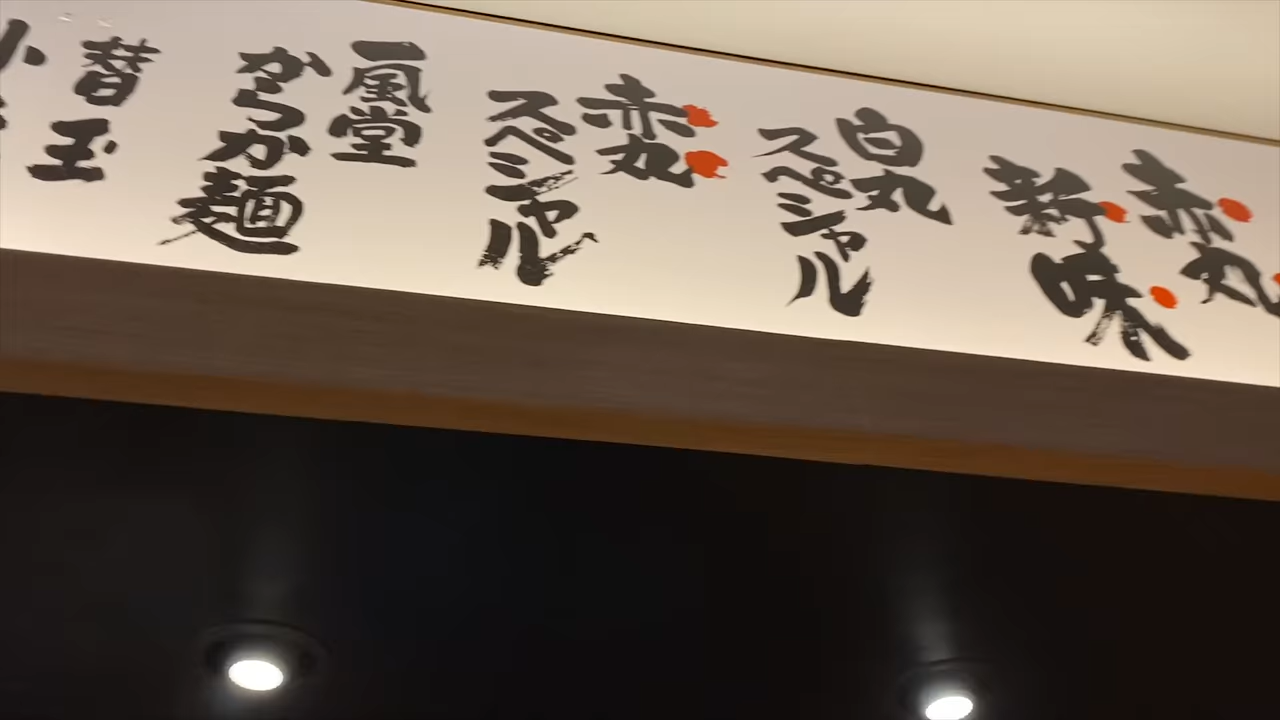 赤丸
新味
白丸
スペシャル
赤丸
スペシャル
一風堂
からか麺
替玉